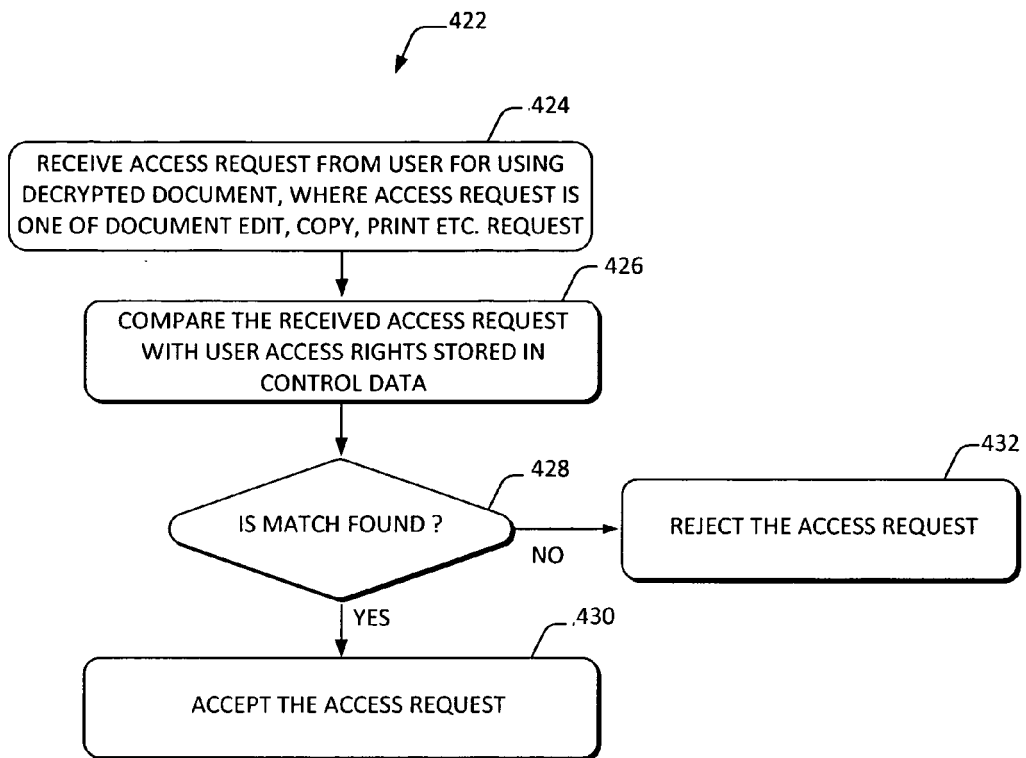 422
424
RECEIVE ACCESS REQUEST FROM USER FOR USING
DECRYPTED DOCUMENT, WHERE ACCESS REQUEST IS
ONE OF DOCUMENT EDIT, COPY, PRINT ETC. REQUEST
426
COMPARE THE RECEIVED ACCESS REQUEST
WITH USER ACCESS RIGHTS STORED IN
CONTROL DATA
428
IS MATCH FOUND ?
NO
432
REJECT THE ACCESS REQUEST
YES
430
ACCEPT THE ACCESS REQUEST